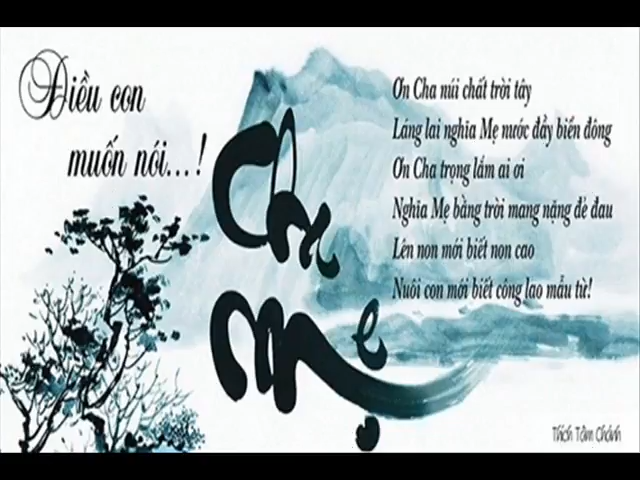 Điều con
muốn nói...!
Cha
Mẹ
Ơn Cha núi chất trời tây
Láng lai nghĩa Mẹ nước đầy biển đông
Ơn Cha trọng lắm ai ơi
Nghĩa Mẹ bằng trời mang nặng đẻ đau
Lên non mới biết non cao
Nuôi con mới biết công lao mẫu từ!
Thích Tâm Chánh